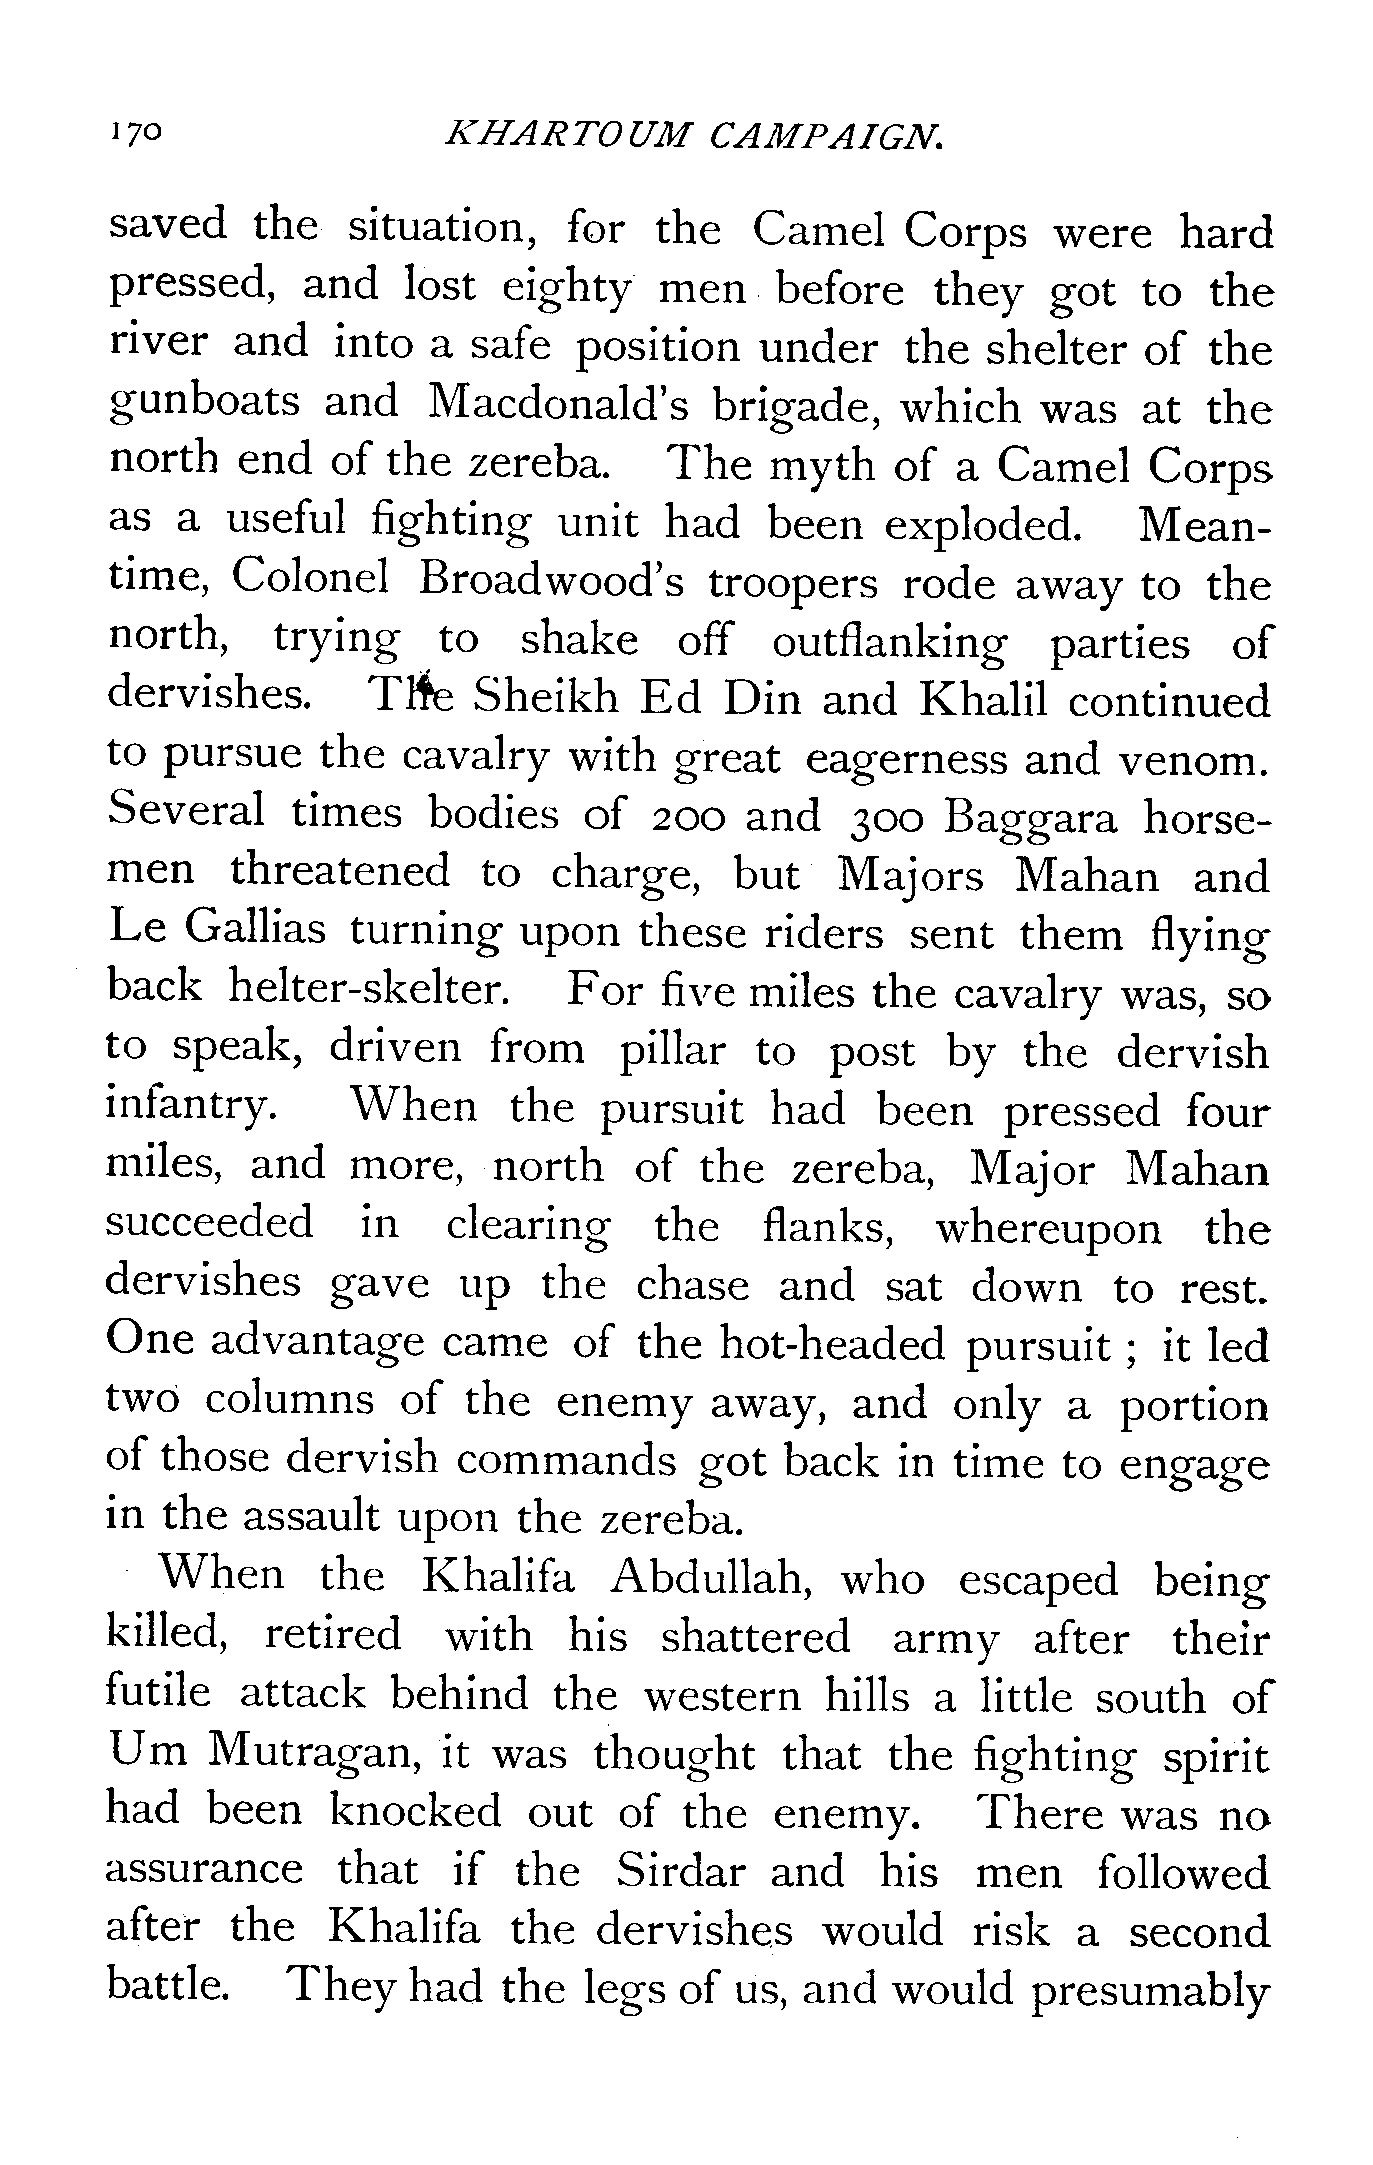 170 KHARTOUM CAMPAIGN.
saved the situation, for the Camel Corps were hard
pressed, and lost eighty men before they got to the
river and into a safe position under the shelter of the
gunboats and Macdonald's brigade, which was at the
north end of the zereba. The myth of a Camel Corps
as a useful fighting unit had been exploded. Mean-
time, Colonel Broadwood's troopers rode away to the
north, trying to shake off outflanking parties of
dervishes. The Sheikh Ed Din and Khalil continued
to pursue the cavalry with great eagerness and venom.
Several times bodies of 200 and 300 Baggara horse-
men threatened to charge, but Majors Mahan and
Le Gallias turning upon these riders sent them flying
back helter-skelter. For five miles the cavalry was, so
to speak, driven from pillar to post by the dervish
infantry. When the pursuit had been pressed four
miles, and more, north of the zereba, Major Mahan
succeeded in clearing the flanks, whereupon the
dervishes gave up the chase and sat down to rest.
One advantage came of the hot-headed pursuit ; it led
two columns of the enemy away, and only a portion
of those dervish commands got back in time to engage
in the assault upon the zereba.
When the Khalifa Abdullah, who escaped being
killed, retired with his shattered army after their
futile attack behind the western hills a little south of
Um Mutragan, it was thought that the fighting spirit
had been knocked out of the enemy. There was no
assurance that if the Sirdar and his men followed
after the Khalifa the dervishes would risk a second
battle. They had the legs of us, and would presumably